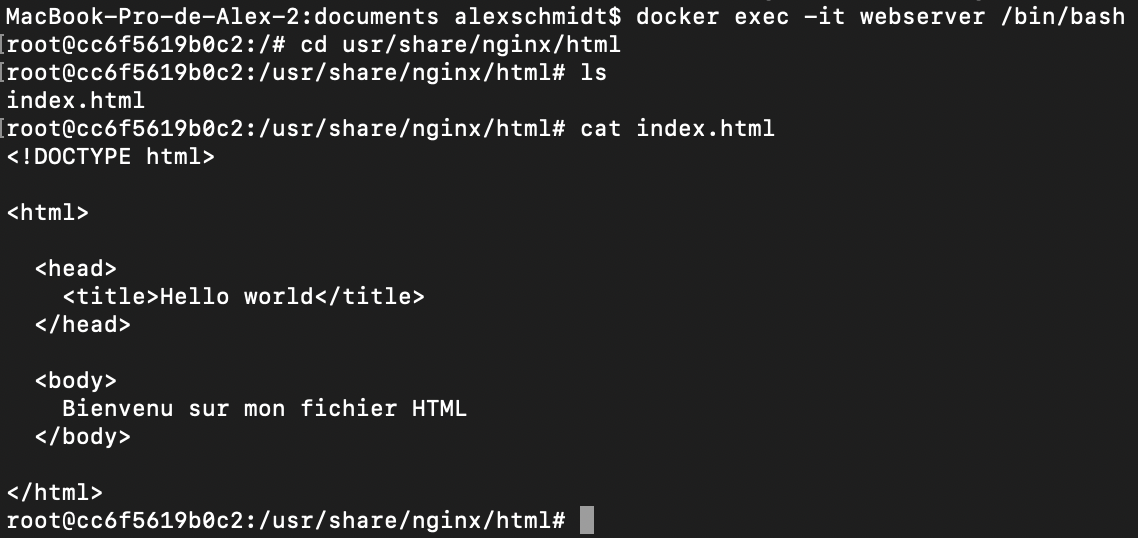 MacBook-Pro-de-Alex-2:documents alexschmidt$ docker exec -it webserver /bin/bash
[root@cc6f5619b0c2:/# cd usr/share/nginx/html
[root@cc6f5619b0c2:/usr/share/nginx/html# ls
index.html
[root@cc6f5619b0c2:/usr/share/nginx/html# cat index.html
<!DOCTYPE html>
<html>
  <head>
    <title>Hello world</title>
  </head>
  <body>
    Bienvenu sur mon fichier HTML
  </body>
</html>
root@cc6f5619b0c2:/usr/share/nginx/html#